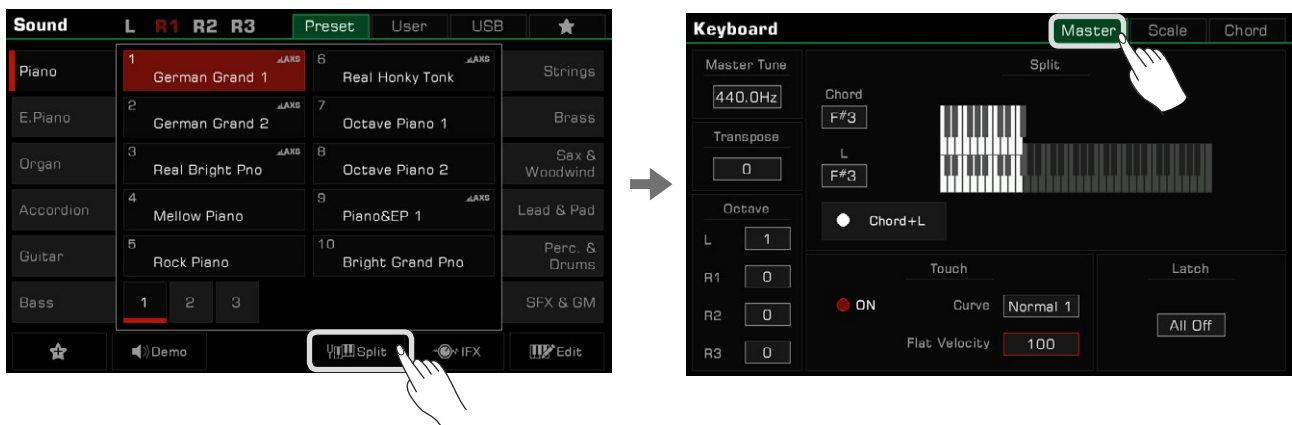 Sound L R1 R2 R3 Preset User USB
Piano
E.Piano
Organ
Accordion
Guitar
Bass
1 AXS
German Grand 1
2 AXS
German Grand 2
3 AXS
Real Bright Pno
4
Mellow Piano
5
Rock Piano
6 AXS
Real Honky Tonk
7
Octave Piano 1
8
Octave Piano 2
9 AXS
Piano&EP 1
10
Bright Grand Pno
1 2 3
Strings
Brass
Sax &
Woodwind
Lead & Pad
Perc. &
Drums
SFX & GM
Demo Split IFX Edit
Keyboard Master Scale Chord
Master Tune
440.0Hz
Transpose
0
Octave
L 1
R1 0
R2 0
R3 0
Split
Chord
F#3
L
F#3
Chord+L
Touch
ON Curve Normal 1
Flat Velocity 100
Latch
All Off